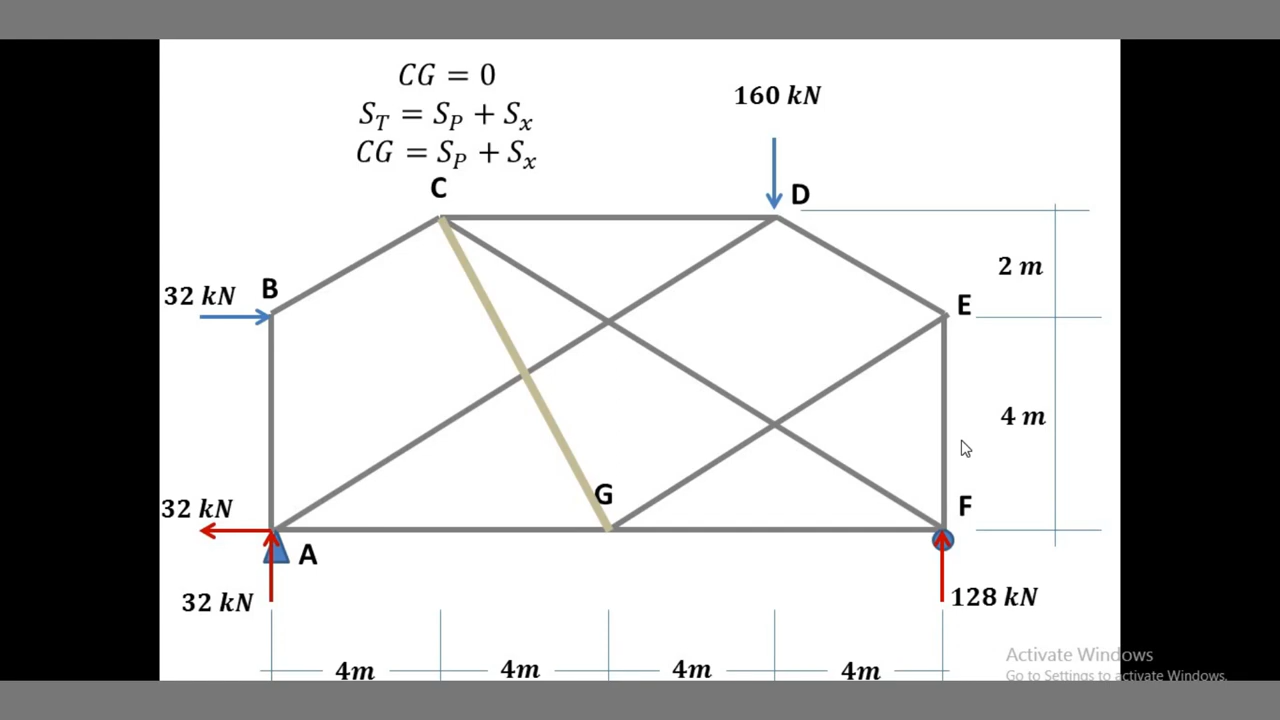 CG = 0
S_T = S_P + S_x
CG = S_P + S_x
160 kN
C
D
2 m
B
32 kN
E
4 m
G
F
32 kN
A
32 kN
128 kN
4m
4m
4m
4m
Activate Windows
Go to Settings to activate Windows.